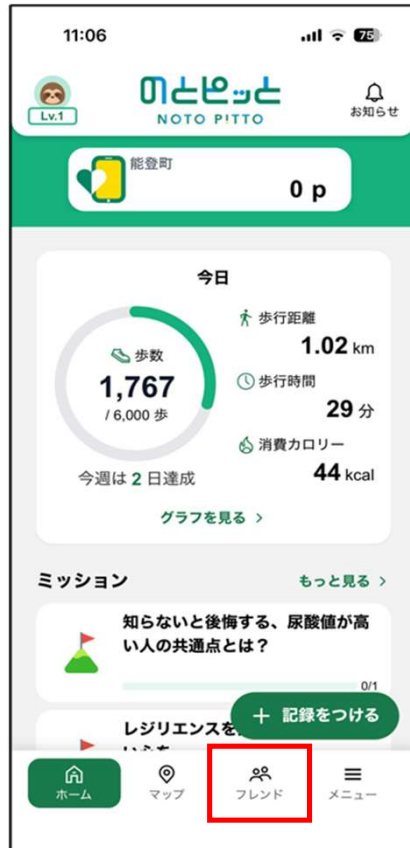 11:06
75
のとピッと
NOTO PITTO
Lv.1
お知らせ
能登町
0 p
今日
歩数
1,767
/ 6,000 歩
今週は 2 日達成
歩行距離
1.02 km
歩行時間
29 分
消費カロリー
44 kcal
グラフを見る
ミッション
もっと見る
知らないと後悔する、尿酸値が高
い人の共通点とは？
0/1
レジリエンスを
＋ 記録をつける
ホーム
マップ
フレンド
メニュー